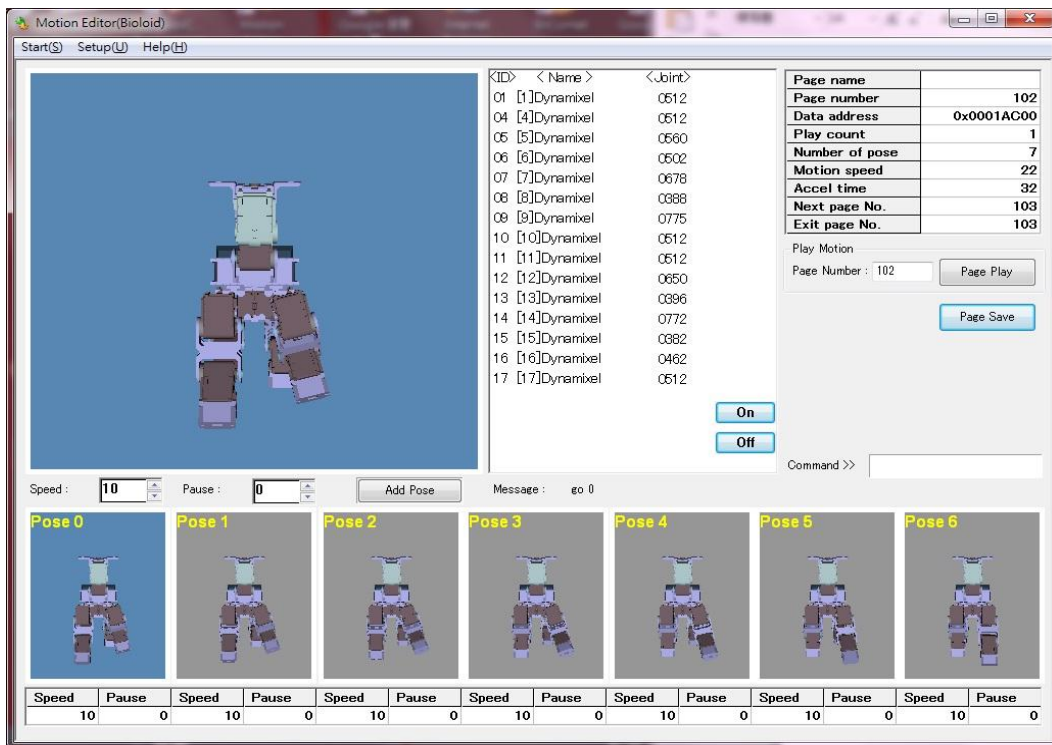 Motion Editor(Bioloid)
Start(S) Setup(U) Help(H)
<ID> < Name > <Joint>
01 [1]Dynamixel 0512
04 [4]Dynamixel 0512
05 [5]Dynamixel 0560
06 [6]Dynamixel 0502
07 [7]Dynamixel 0678
08 [8]Dynamixel 0388
09 [9]Dynamixel 0775
10 [10]Dynamixel 0512
11 [11]Dynamixel 0512
12 [12]Dynamixel 0650
13 [13]Dynamixel 0396
14 [14]Dynamixel 0772
15 [15]Dynamixel 0382
16 [16]Dynamixel 0462
17 [17]Dynamixel 0512
On
Off
Page name
Page number 102
Data address 0x0001AC00
Play count 1
Number of pose 7
Motion speed 22
Accel time 32
Next page No. 103
Exit page No. 103
Play Motion
Page Number : 102 Page Play
Page Save
Command >>
Speed : 10 Pause : 0 Add Pose Message : go 0
Pose 0 Pose 1 Pose 2 Pose 3 Pose 4 Pose 5 Pose 6
Speed Pause Speed Pause Speed Pause Speed Pause Speed Pause Speed Pause Speed Pause
10 0 10 0 10 0 10 0 10 0 10 0 10 0